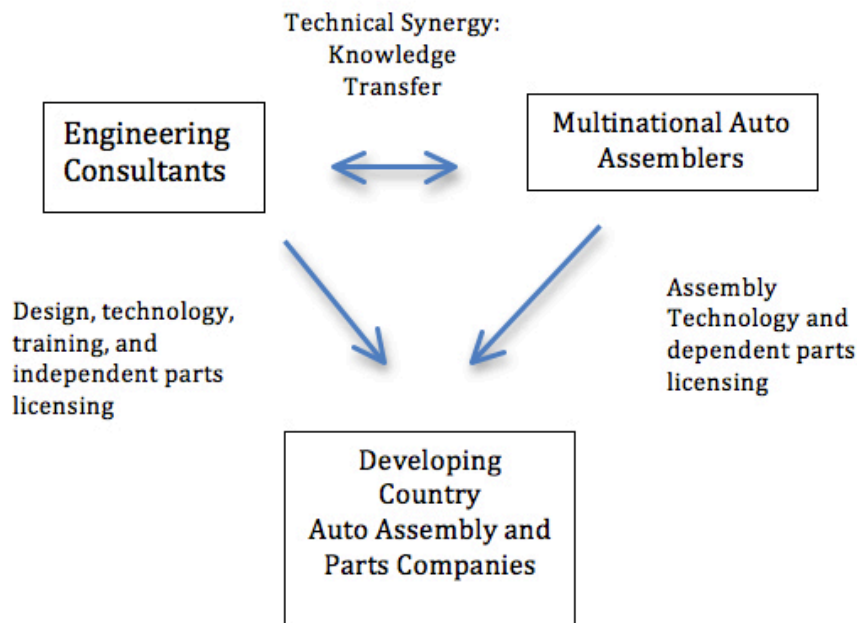 Technical Synergy:
Knowledge
Transfer
Engineering
Consultants
Multinational Auto
Assemblers
Design, technology,
training, and
independent parts
licensing
Assembly
Technology and
dependent parts
licensing
Developing
Country
Auto Assembly and
Parts Companies